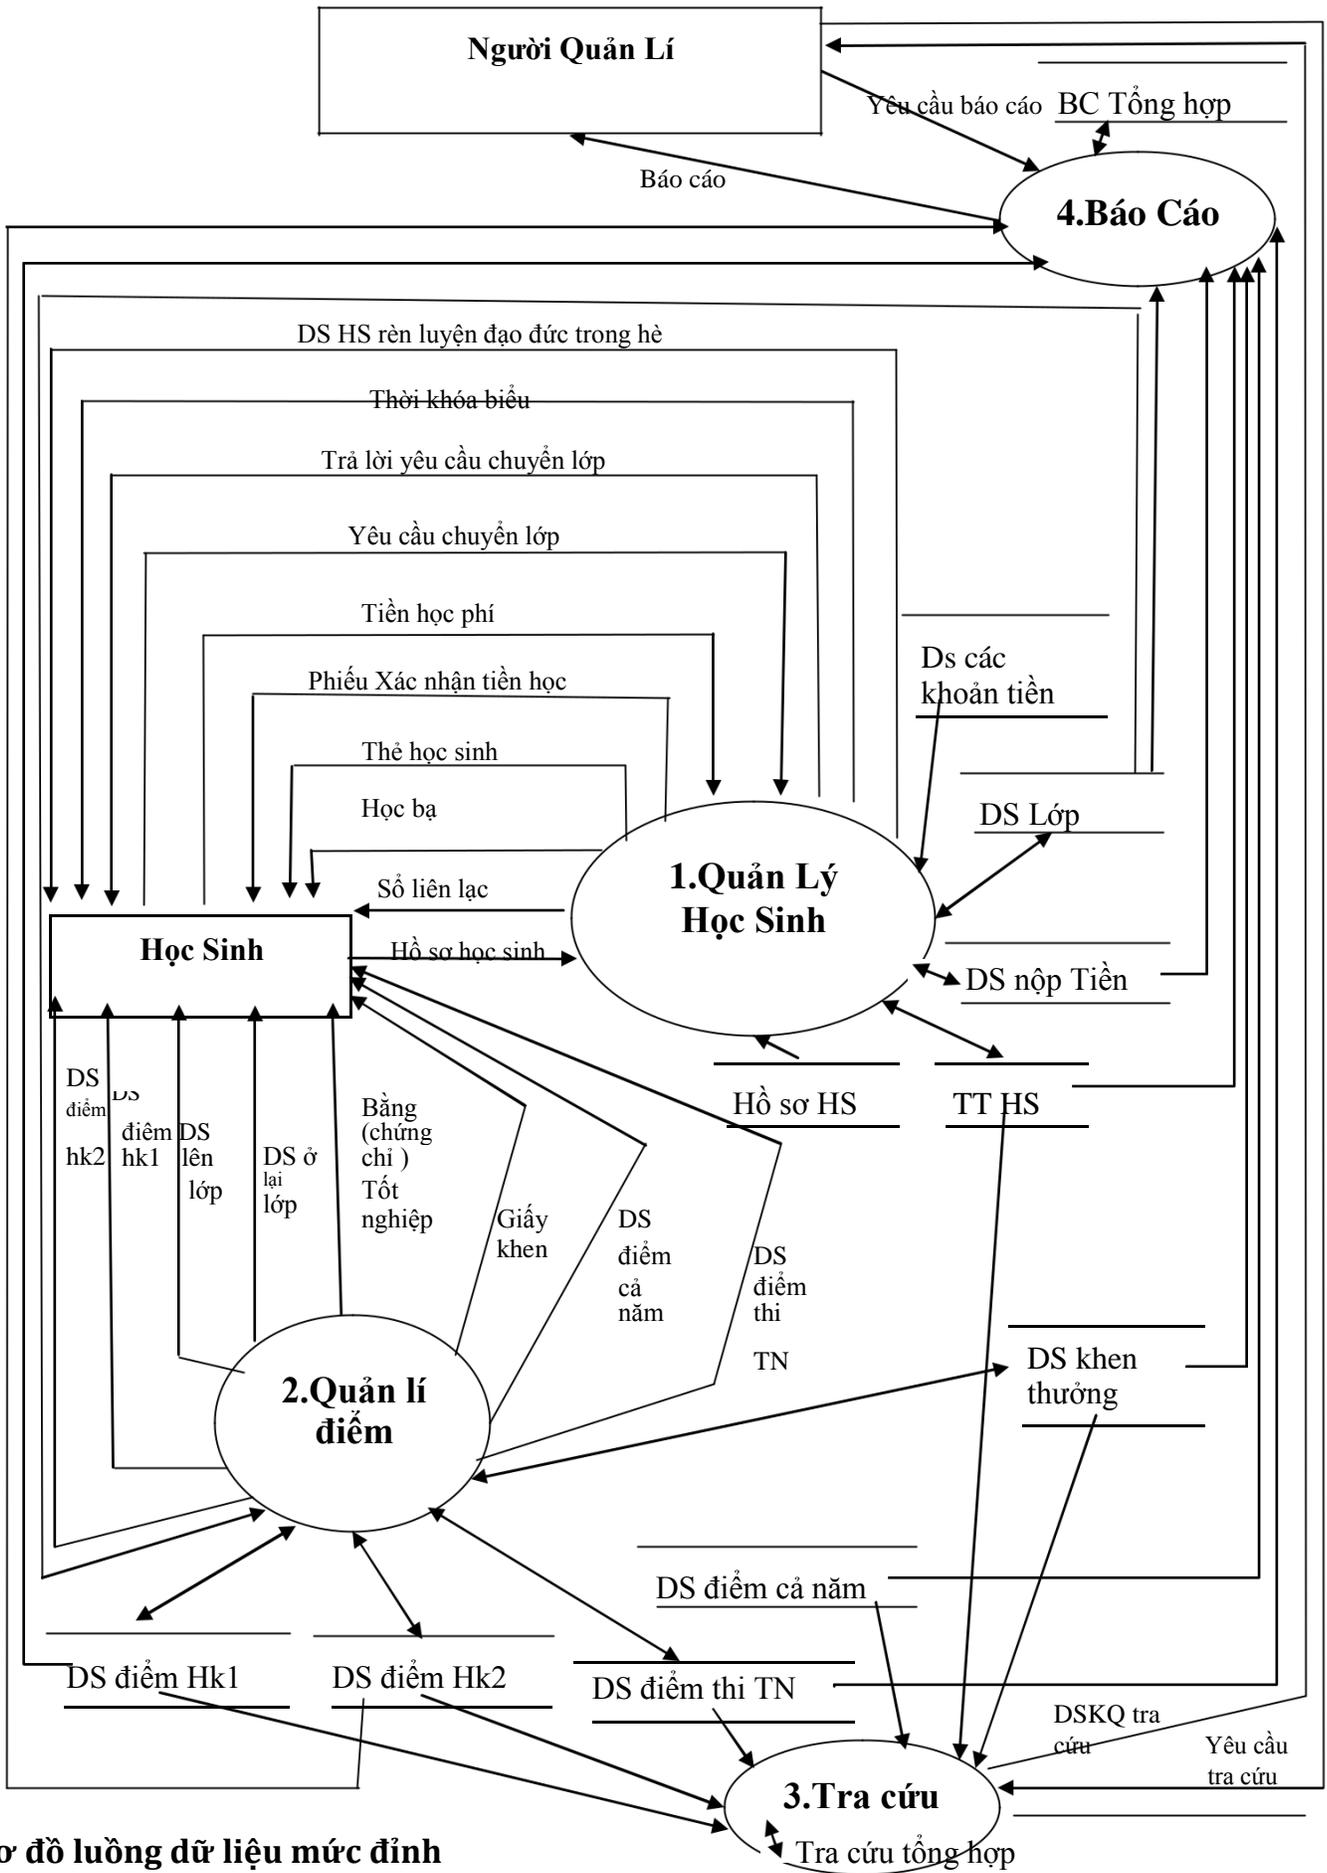 Người Quản Lí
Yêu cầu báo cáo
BC Tổng hợp
Báo cáo
4.Báo Cáo
DS HS rèn luyện đạo đức trong hè
Thời khóa biểu
Trả lời yêu cầu chuyển lớp
Yêu cầu chuyển lớp
Tiền học phí
Ds các
khoản tiền
Phiếu Xác nhận tiền học
Thẻ học sinh
Học bạ
DS Lớp
1.Quản Lý
Học Sinh
Sổ liên lạc
Học Sinh
Hồ sơ học sinh
DS nộp Tiền
Hồ sơ HS
TT HS
DS
điểm
hk2
DS
điêm
hk1
DS
lên
lớp
DS ở
lại
lớp
Bằng
(chứng
chỉ )
Tốt
nghiệp
Giấy
khen
DS
điểm
cả
năm
DS
điểm
thi
TN
DS khen
thưởng
2.Quản lí
điểm
DS điểm cả năm
DS điểm Hk1
DS điểm Hk2
DS điểm thi TN
DSKQ tra
cứu
Yêu cầu
tra cứu
3.Tra cứu
Tra cứu tổng hợp
ơ đồ luồng dữ liệu mức đỉnh